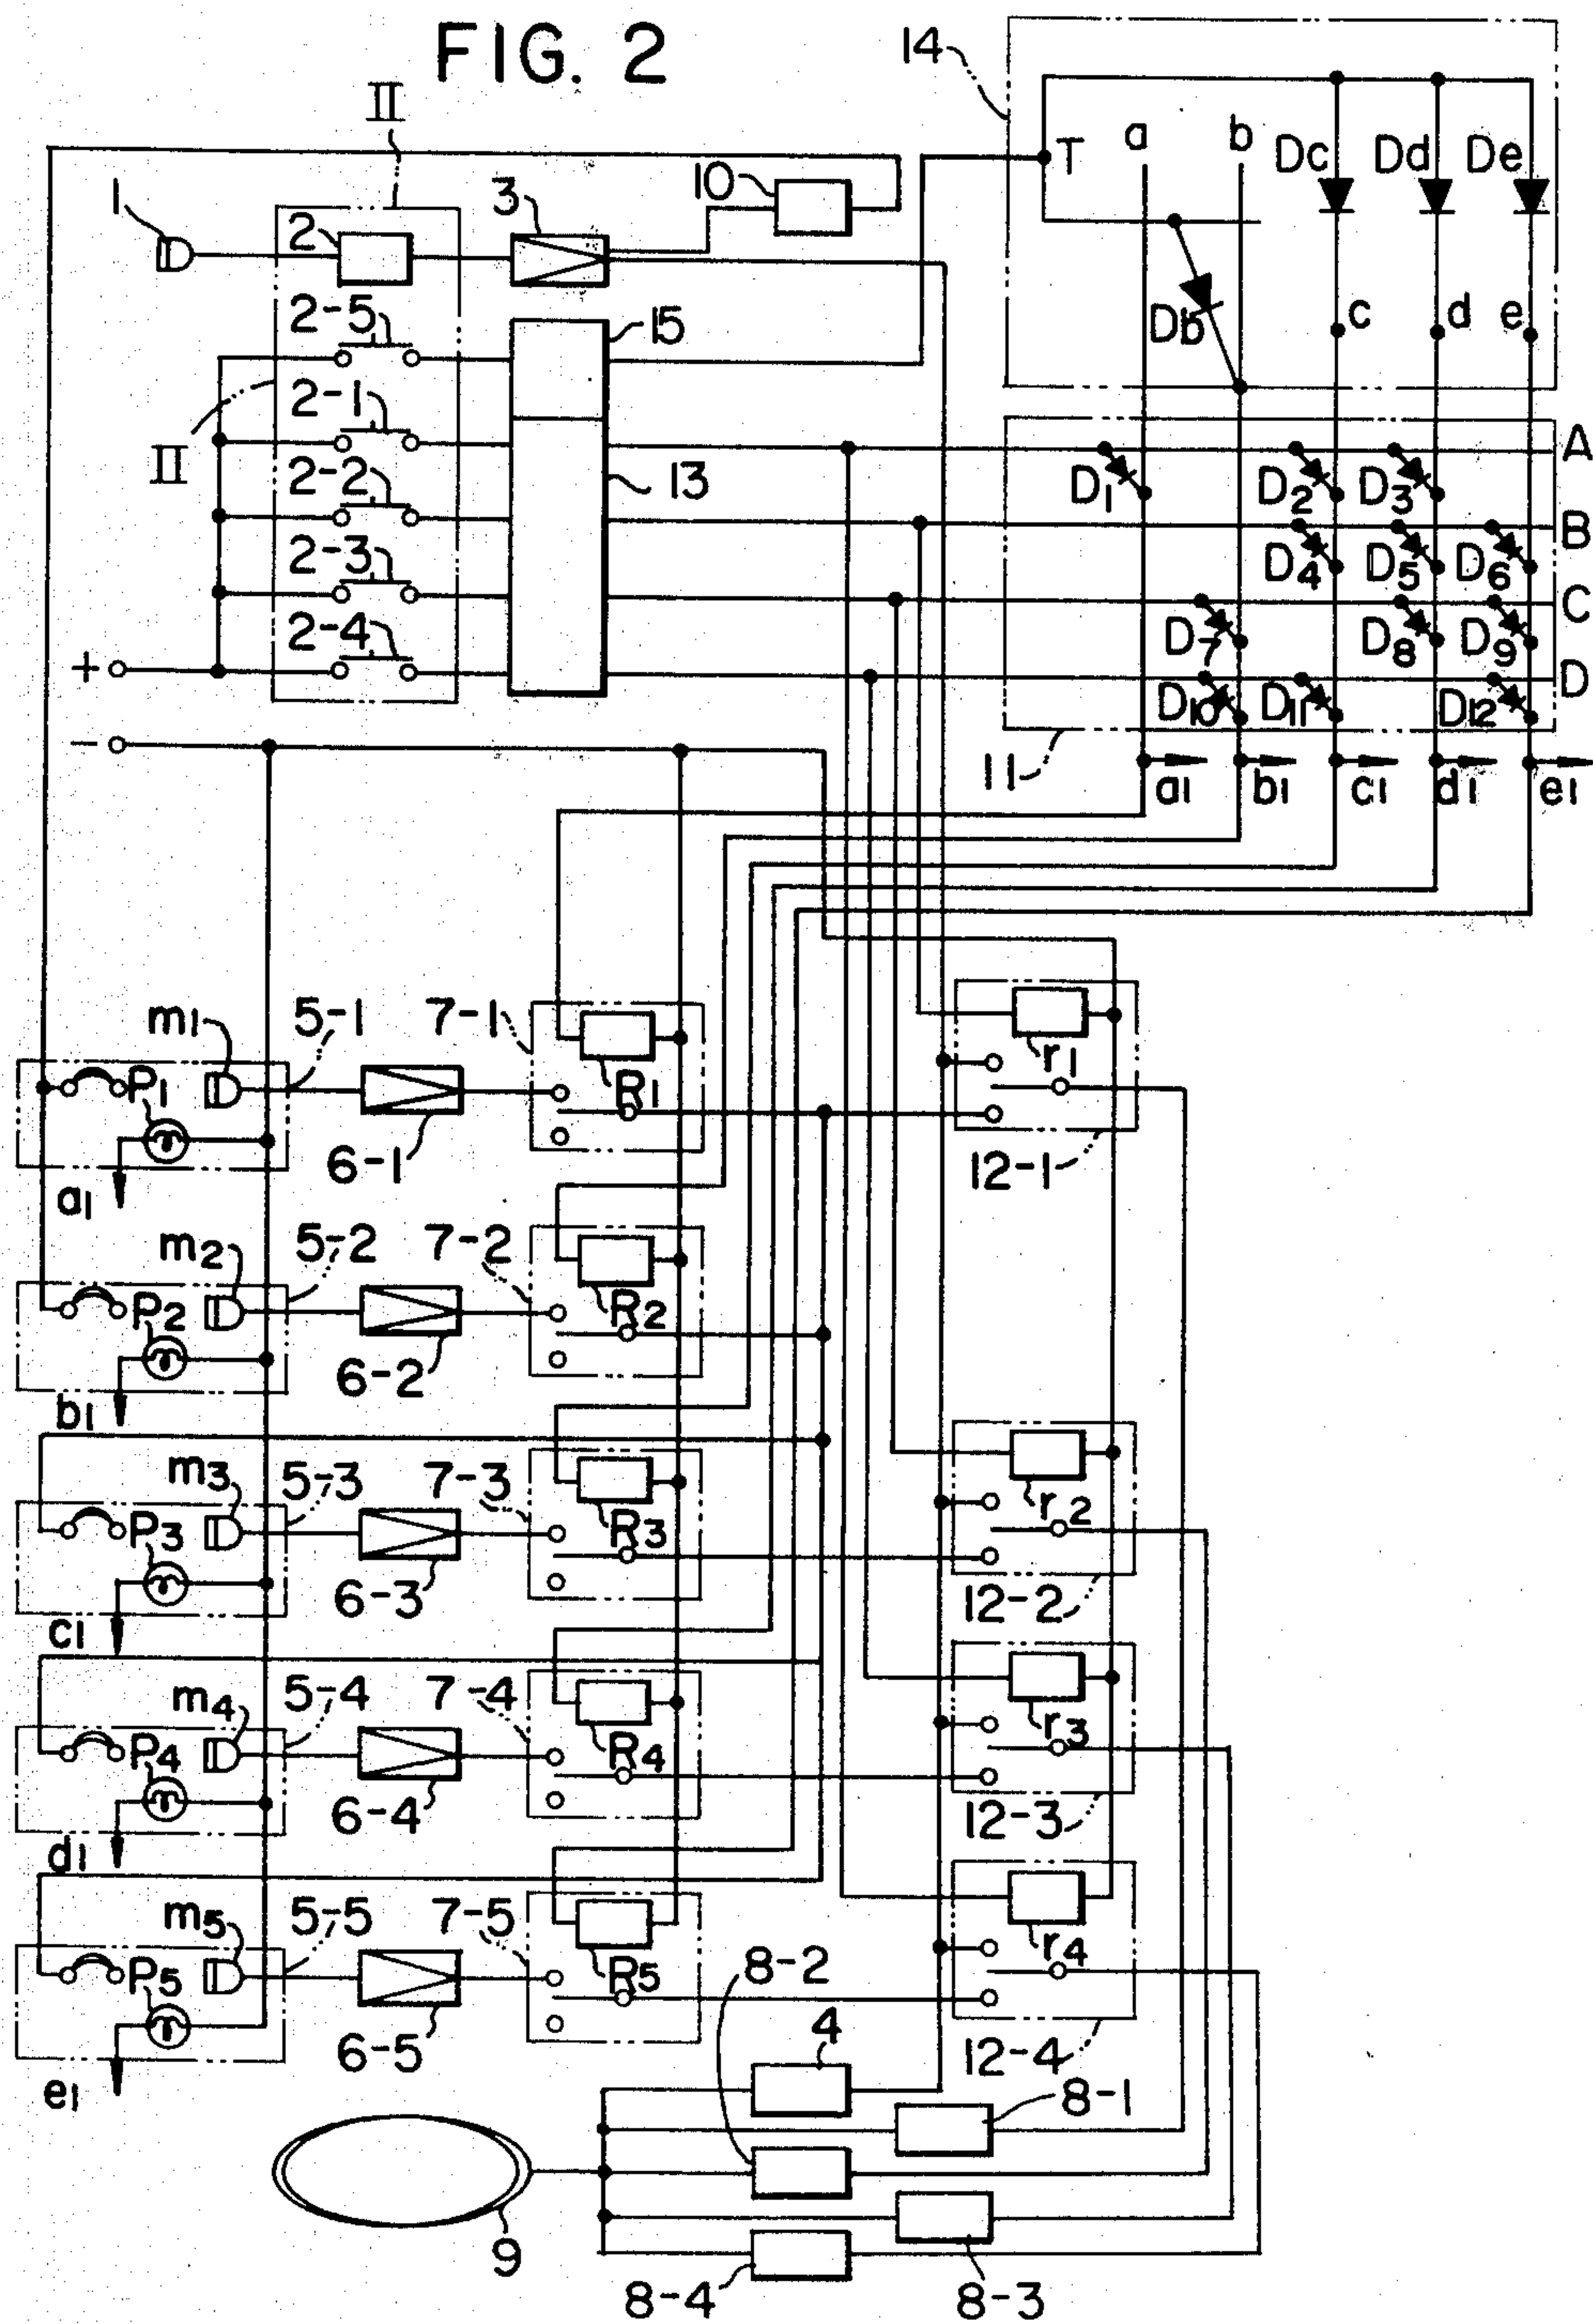 FIG. 2
II
14
T a b Dc Dd De
10
1
2
3
Db
c d e
2-5
15
2-1
II
A
D1 D2 D3
2-2
13
B
D4 D5 D6
2-3
C
D7 D8 D9
2-4
+
D
D10 D11 D12
−
11
a1 b1 c1 d1 e1
m1 5-1 7-1
P1
R1
r1
6-1
12-1
a1
m2 5-2 7-2
P2
R2
6-2
b1
m3 5-3 7-3
P3
R3
r2
6-3
12-2
c1
m4 5-4 7-4
P4
R4
r3
6-4
12-3
d1
m5 5-5 7-5
P5
R5
8-2
r4
6-5
4
12-4
e1
8-1
9
8-4
8-3